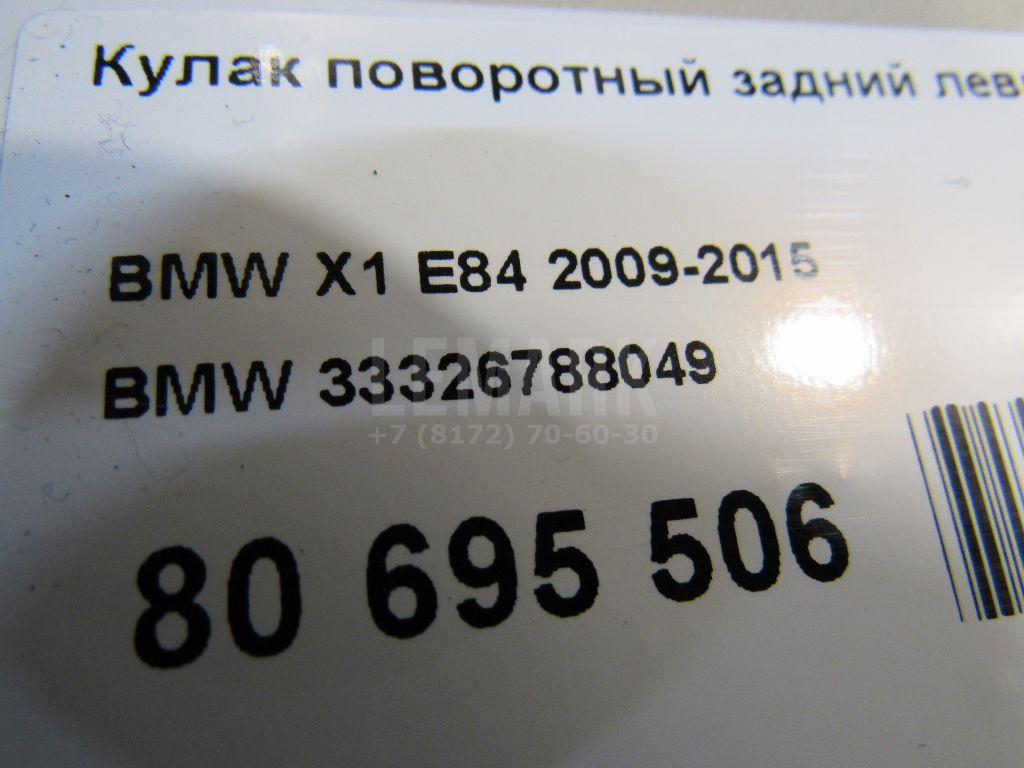 Кулак поворотный задний лев
BMW X1 E84 2009-2015
BMW 33326788049
LEMARK
+7 (8172) 70-60-30
80 695 506